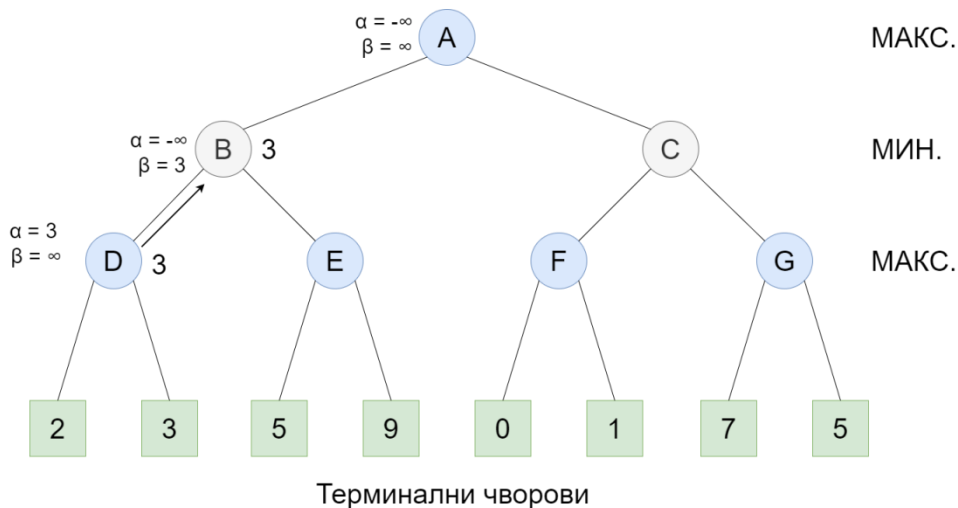 α = -∞
β = ∞
A
МАКС.
α = -∞
β = 3
B
3
C
МИН.
α = 3
β = ∞
D
3
E
F
G
МАКС.
2 3 5 9 0 1 7 5
Терминални чворови